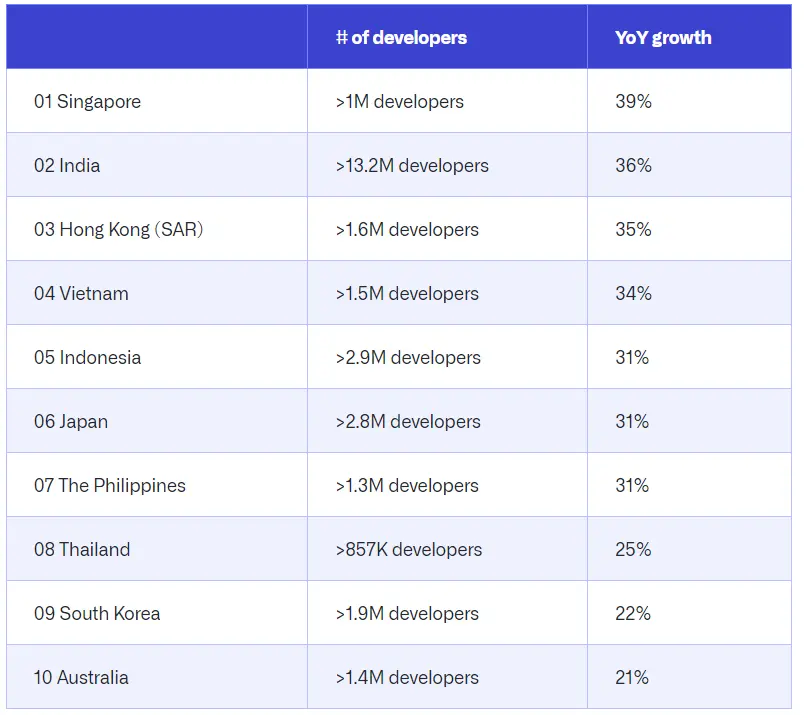 # of developers YoY growth
01 Singapore >1M developers 39%
02 India >13.2M developers 36%
03 Hong Kong (SAR) >1.6M developers 35%
04 Vietnam >1.5M developers 34%
05 Indonesia >2.9M developers 31%
06 Japan >2.8M developers 31%
07 The Philippines >1.3M developers 31%
08 Thailand >857K developers 25%
09 South Korea >1.9M developers 22%
10 Australia >1.4M developers 21%